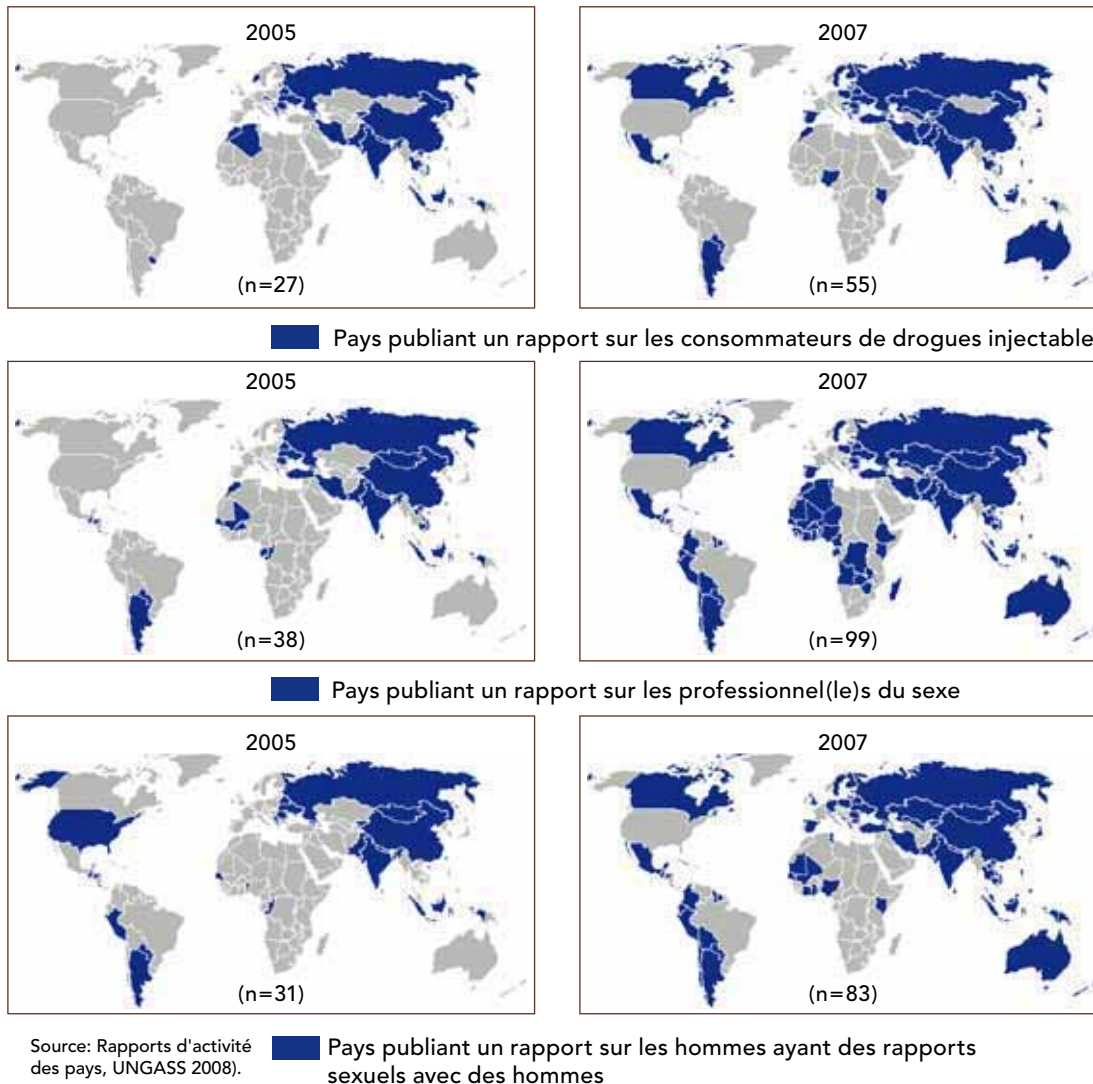 2005
2007
(n=27)
(n=55)
Pays publiant un rapport sur les consommateurs de drogues injectable
2005
2007
(n=38)
(n=99)
Pays publiant un rapport sur les professionnel(le)s du sexe
2005
2007
(n=31)
(n=83)
Source: Rapports d'activité
des pays, UNGASS 2008).
Pays publiant un rapport sur les hommes ayant des rapports
sexuels avec des hommes